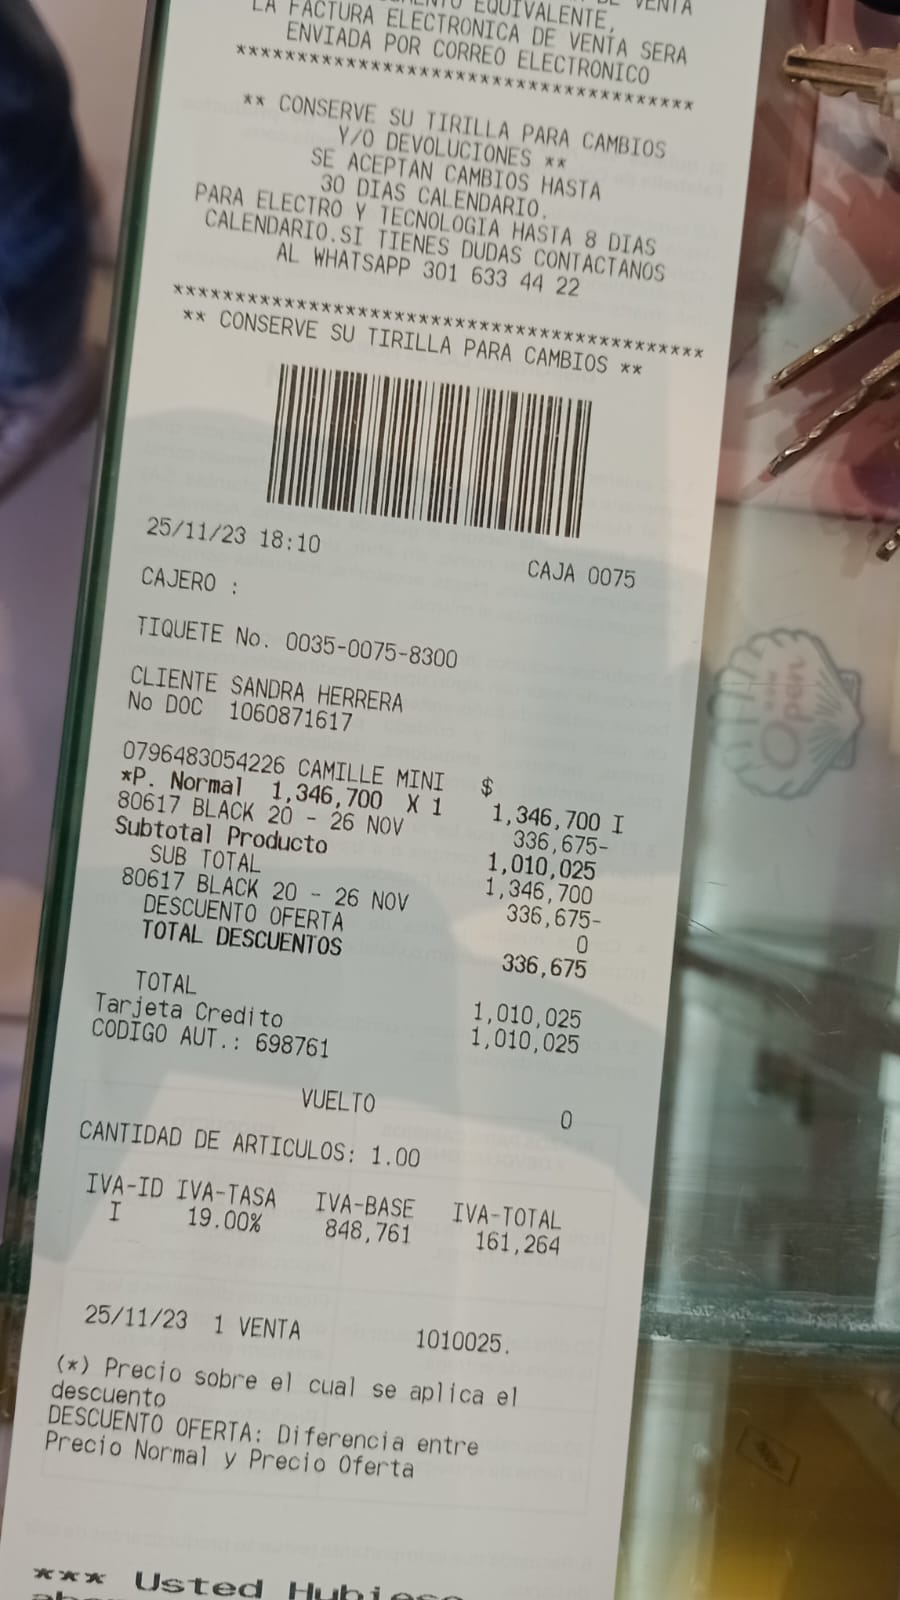 EQUIVALENTE,
LA FACTURA ELECTRONICA DE VENTA SERA
ENVIADA POR CORREO ELECTRONICO
******************************************
** CONSERVE SU TIRILLA PARA CAMBIOS
Y/O DEVOLUCIONES **
SE ACEPTAN CAMBIOS HASTA
30 DIAS CALENDARIO.
PARA ELECTRO Y TECNOLOGIA HASTA 8 DIAS
CALENDARIO.SI TIENES DUDAS CONTACTANOS
AL WHATSAPP 301 633 44 22
******************************************
** CONSERVE SU TIRILLA PARA CAMBIOS **
25/11/23 18:10 CAJA 0075
CAJERO :
TIQUETE No. 0035-0075-8300
CLIENTE SANDRA HERRERA
No DOC 1060871617
0796483054226 CAMILLE MINI $
*P. Normal 1,346,700 X 1 1,346,700 I
80617 BLACK 20 - 26 NOV 336,675-
Subtotal Producto 1,010,025
SUB TOTAL 1,346,700
80617 BLACK 20 - 26 NOV 336,675-
DESCUENTO OFERTA 0
TOTAL DESCUENTOS 336,675
TOTAL 1,010,025
Tarjeta Credito 1,010,025
CODIGO AUT.: 698761
VUELTO 0
CANTIDAD DE ARTICULOS: 1.00
IVA-ID IVA-TASA IVA-BASE IVA-TOTAL
I 19.00% 848,761 161,264
25/11/23 1 VENTA 1010025.
(*) Precio sobre el cual se aplica el
descuento
DESCUENTO OFERTA: Diferencia entre
Precio Normal y Precio Oferta
*** Usted
Open